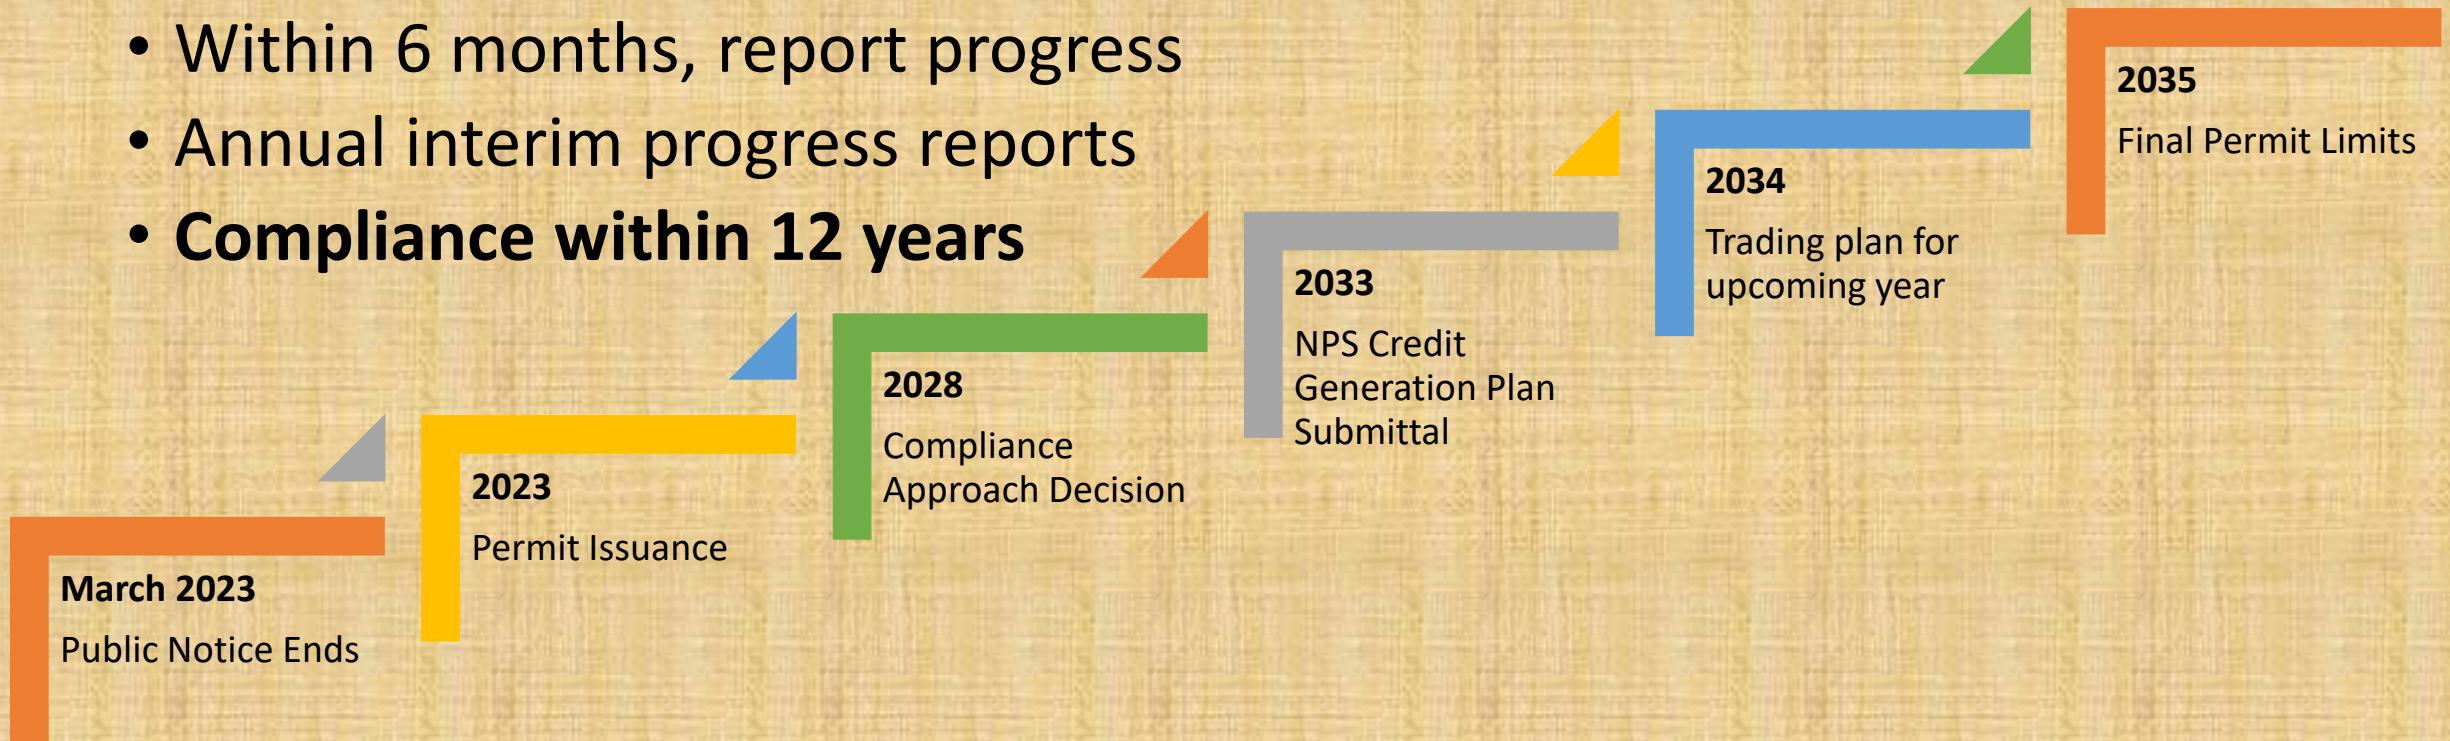 • Within 6 months, report progress
• Annual interim progress reports
• Compliance within 12 years
March 2023
Public Notice Ends
2023
Permit Issuance
2028
Compliance
Approach Decision
2033
NPS Credit
Generation Plan
Submittal
2034
Trading plan for
upcoming year
2035
Final Permit Limits